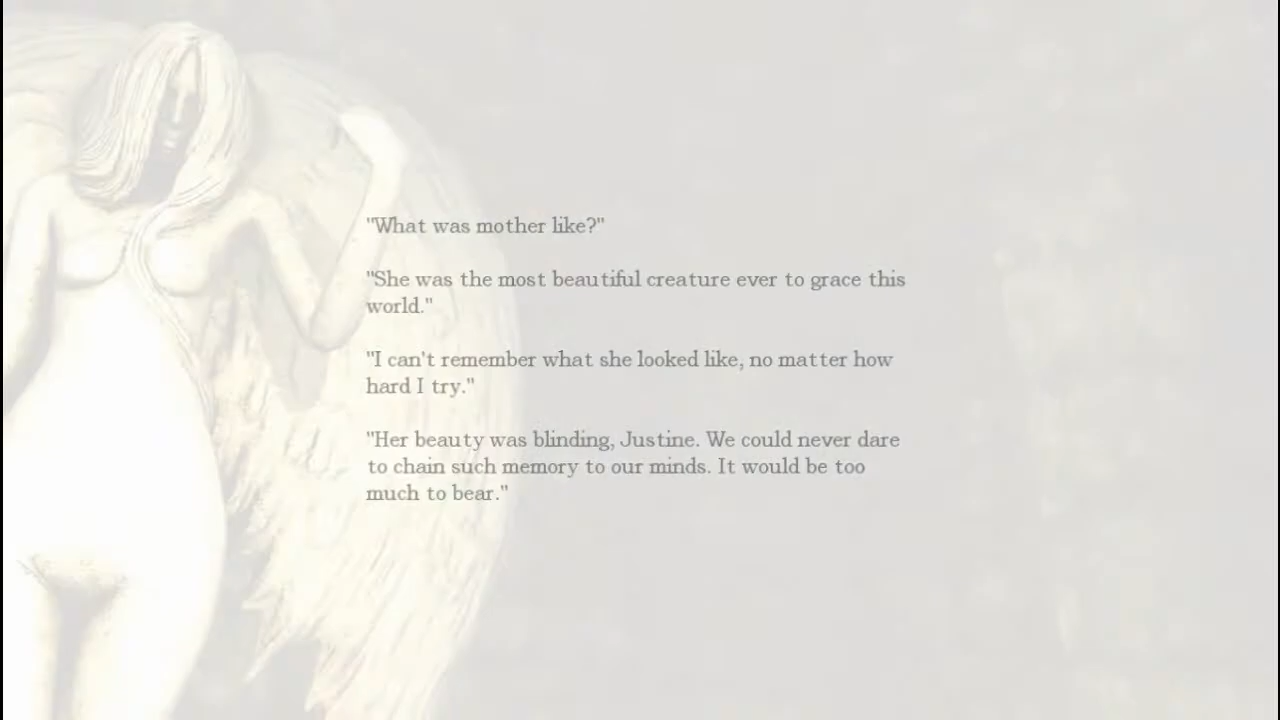 "What was mother like?"
"She was the most beautiful creature ever to grace this
world."
"I can't remember what she looked like, no matter how
hard I try."
"Her beauty was blinding, Justine. We could never dare
to chain such memory to our minds. It would be too
much to bear."